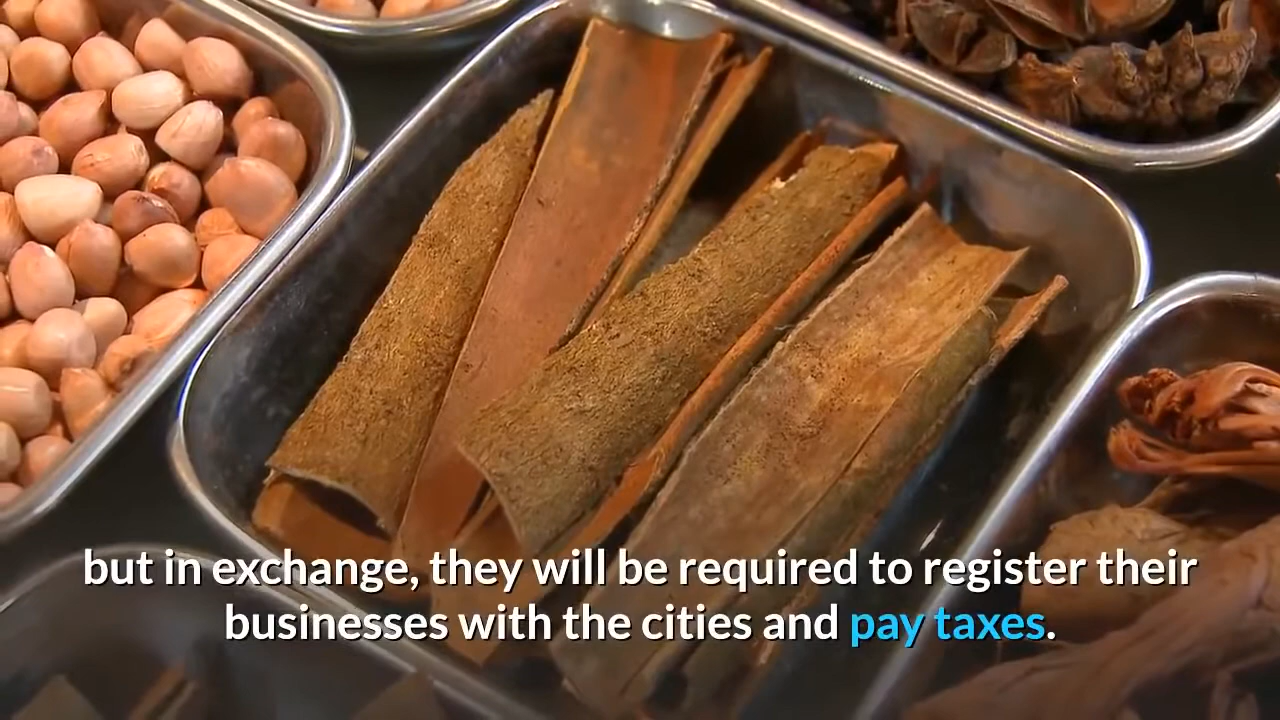 but in exchange, they will be required to register their
businesses with the cities and pay taxes.